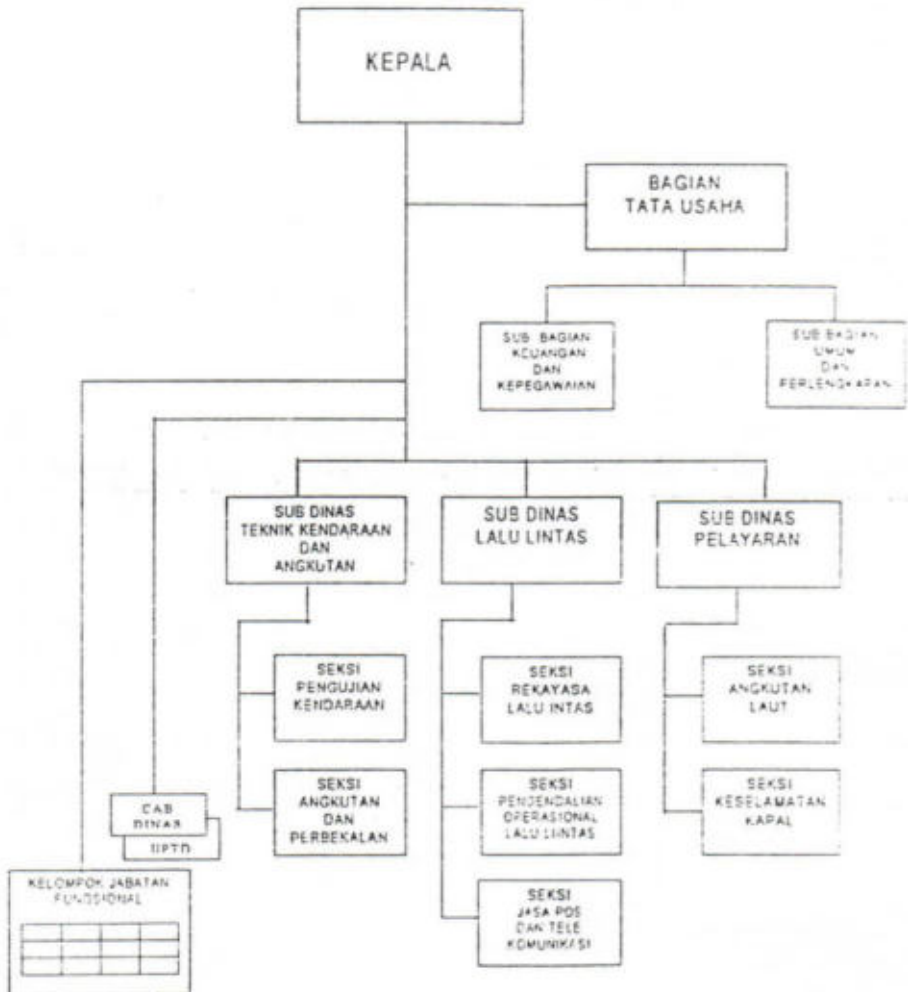 KEPALA
BAGIAN
TATA USAHA
SUB BAGIAN
KEUANGAN
DAN
KEPEGAWAIAN
SUB BAGIAN
UMUM
DAN
PERLENGKAPAN
SUB DINAS
TEKNIK KENDARAAN
DAN
ANGKUTAN
SUB DINAS
LALU LINTAS
SUB DINAS
PELAYARAN
SEKSI
PENGUJIAN
KENDARAAN
SEKSI
REKAYASA
LALU INTAS
SEKSI
ANGKUTAN
LAUT
SEKSI
ANGKUTAN
DAN
PERBEKALAN
SEKSI
PENGENDALIAN
OPERASIONAL
LALU LIINTAS
SEKSI
KESELAMATAN
KAPAL
CAB
DINAS
UPTD
KELOMPOK JABATAN
FUNGSIONAL
SEKSI
JASA POS
DAN TELE
KOMUNIKASI